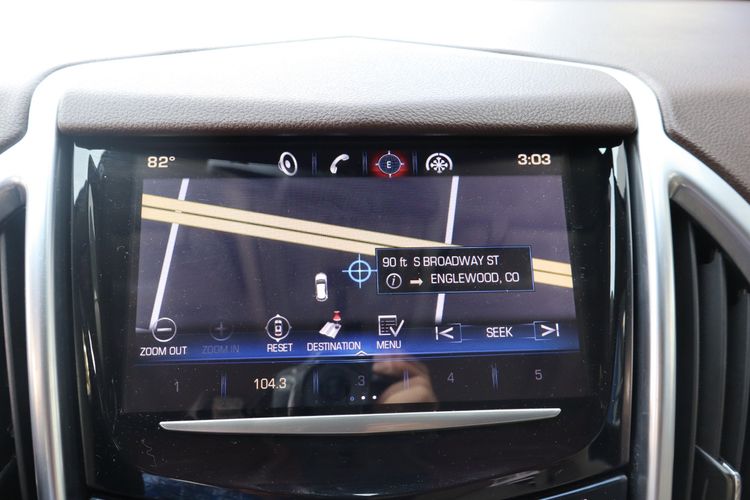 82° 3:03
E
90 ft S BROADWAY ST
i → ENGLEWOOD, CO
ZOOM OUT ZOOM IN RESET DESTINATION MENU SEEK
1 104.3 3 4 5